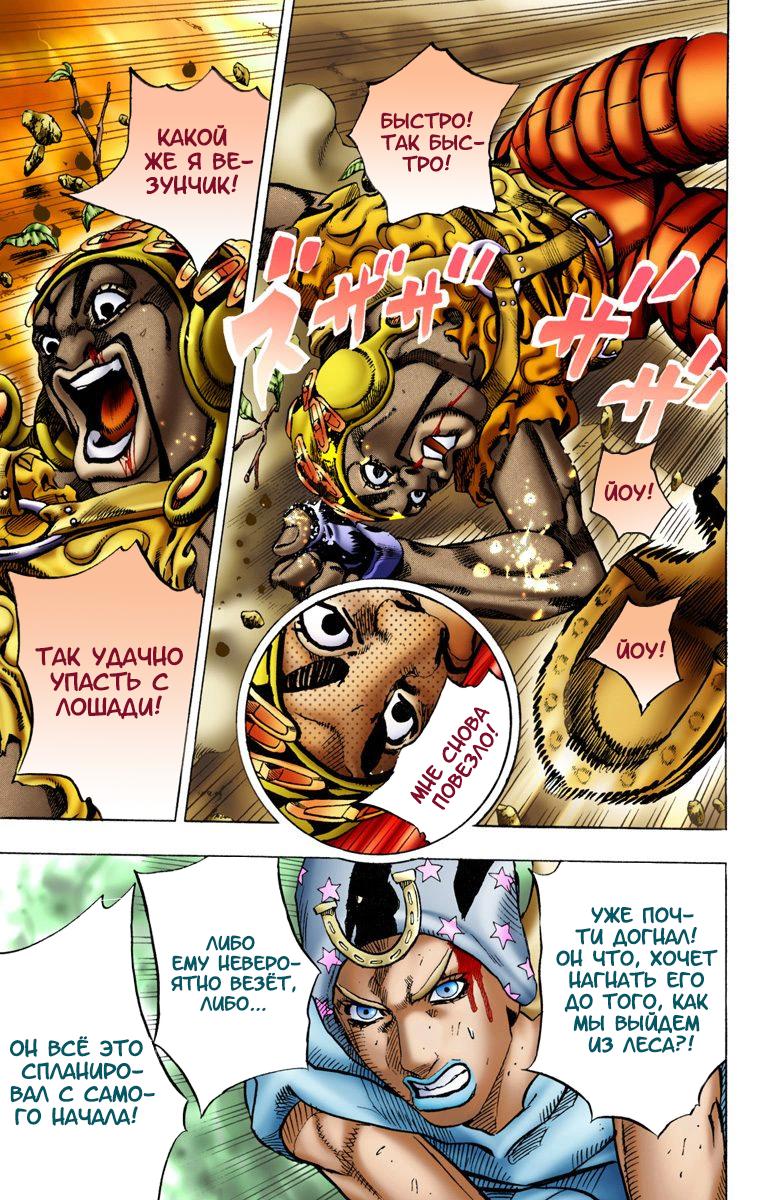 БЫСТРО!
ТАК БЫС-
ТРО!
ズザザザザ
ЙОУ!
ЙОУ!
МНЕ СНОВА
ПОВЕЗЛО!
КАКОЙ
ЖЕ Я ВЕ-
ЗУНЧИК!
ТАК УДАЧНО
УПАСТЬ С
ЛОШАДИ!
УЖЕ ПОЧ-
ТИ ДОГНАЛ!
ОН ЧТО, ХОЧЕТ
НАГНАТЬ ЕГО
ДО ТОГО, КАК
МЫ ВЫЙДЕМ
ИЗ ЛЕСА?!
ЛИБО
ЕМУ НЕВЕРО-
ЯТНО ВЕЗЁТ,
ЛИБО...
ОН ВСЁ ЭТО
СПЛАНИРО-
ВАЛ С САМО-
ГО НАЧАЛА!